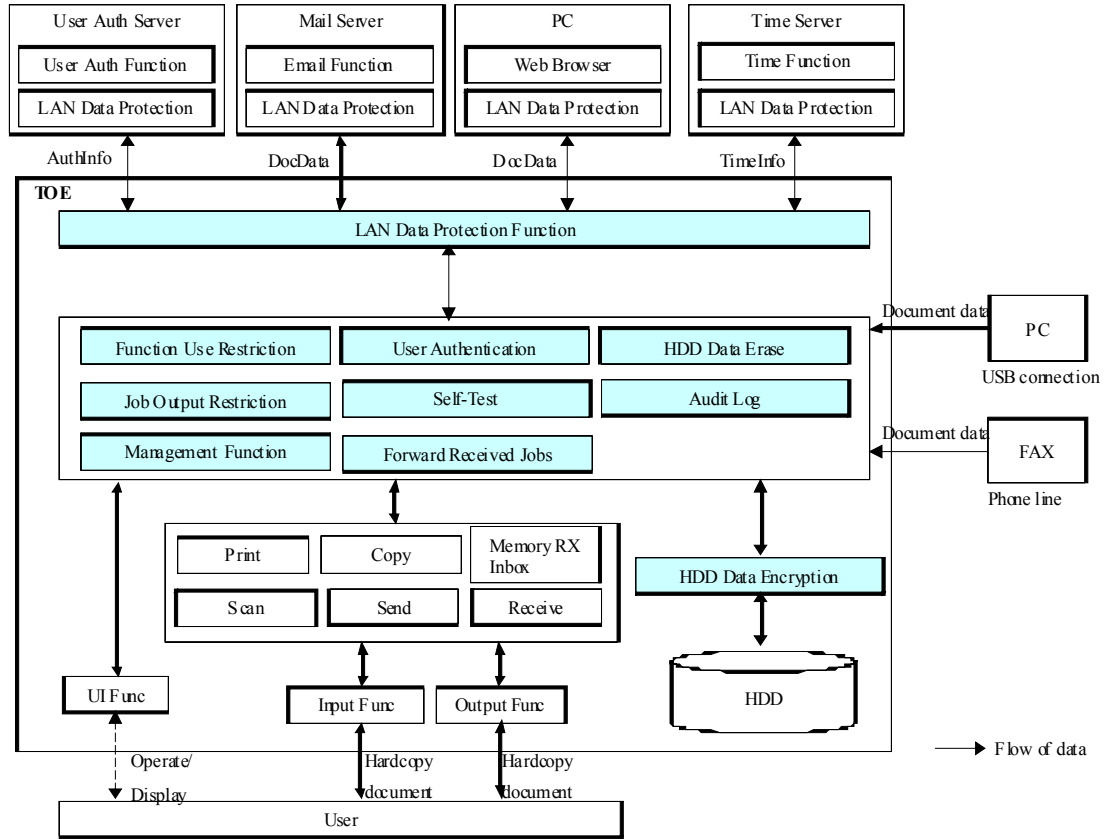 User Auth Server
Mail Server
PC
Time Server
User Auth Function
Email Function
Web Browser
Time Function
LAN Data Protection
LAN Data Protection
LAN Data Protection
LAN Data Protection
AuthInfo
DocData
DocData
TimeInfo
TOE
LAN Data Protection Function
Function Use Restriction
User Authentication
HDD Data Erase
Job Output Restriction
Self-Test
Audit Log
Management Function
Forward Received Jobs
Document data
PC
USB connection
Document data
FAX
Phone line
Print
Copy
Memory RX
Inbox
Scan
Send
Receive
HDD Data Encryption
HDD
UI Func
Input Func
Output Func
Flow of data
Operate/
Display
Hardcopy
document
Hardcopy
document
User